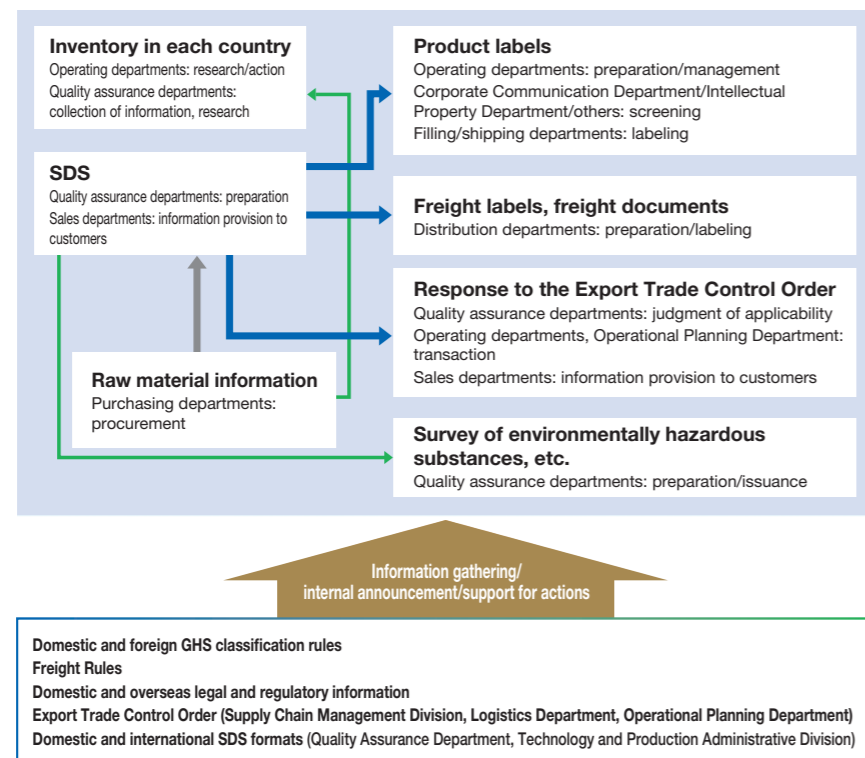 Inventory in each country
Operating departments: research/action
Quality assurance departments:
collection of information, research
SDS
Quality assurance departments: preparation
Sales departments: information provision to
customers
Raw material information
Purchasing departments:
procurement
Product labels
Operating departments: preparation/management
Corporate Communication Department/Intellectual
Property Department/others: screening
Filling/shipping departments: labeling
Freight labels, freight documents
Distribution departments: preparation/labeling
Response to the Export Trade Control Order
Quality assurance departments: judgment of applicability
Operating departments, Operational Planning Department:
transaction
Sales departments: information provision to customers
Survey of environmentally hazardous
substances, etc.
Quality assurance departments: preparation/issuance
Information gathering/
internal announcement/support for actions
Domestic and foreign GHS classification rules
Freight Rules
Domestic and overseas legal and regulatory information
Export Trade Control Order (Supply Chain Management Division, Logistics Department, Operational Planning Department)
Domestic and international SDS formats (Quality Assurance Department, Technology and Production Administrative Division)